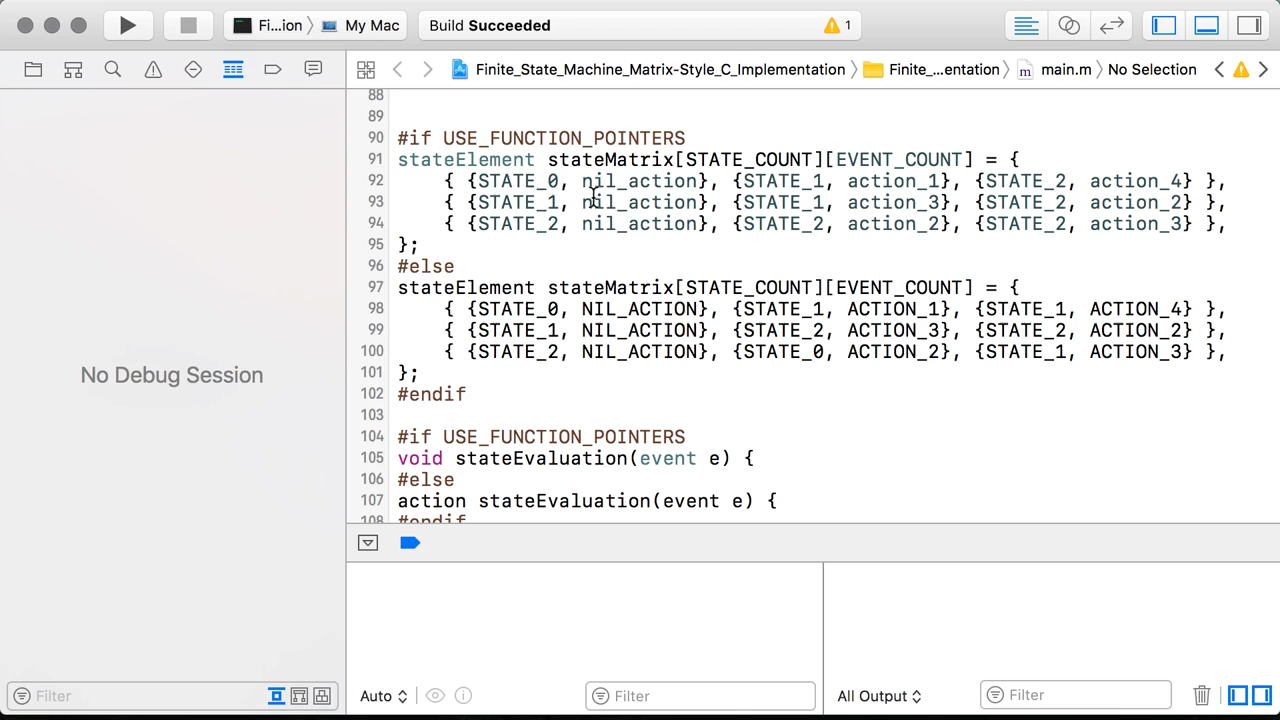 Fi...ion > My Mac
Build Succeeded
1
Finite_State_Machine_Matrix-Style_C_Implementation > Finite_...entation > main.m > No Selection
88
89
90 #if USE_FUNCTION_POINTERS
91 stateElement stateMatrix[STATE_COUNT][EVENT_COUNT] = {
92 { {STATE_0, nil_action}, {STATE_1, action_1}, {STATE_2, action_4} },
93 { {STATE_1, nil_action}, {STATE_1, action_3}, {STATE_2, action_2} },
94 { {STATE_2, nil_action}, {STATE_2, action_2}, {STATE_2, action_3} },
95 };
96 #else
97 stateElement stateMatrix[STATE_COUNT][EVENT_COUNT] = {
98 { {STATE_0, NIL_ACTION}, {STATE_1, ACTION_1}, {STATE_1, ACTION_4} },
99 { {STATE_1, NIL_ACTION}, {STATE_2, ACTION_3}, {STATE_2, ACTION_2} },
100 { {STATE_2, NIL_ACTION}, {STATE_0, ACTION_2}, {STATE_1, ACTION_3} },
101 };
102 #endif
103
104 #if USE_FUNCTION_POINTERS
105 void stateEvaluation(event e) {
106 #else
107 action stateEvaluation(event e) {
108 #endif
No Debug Session
Filter
Auto
Filter
All Output
Filter